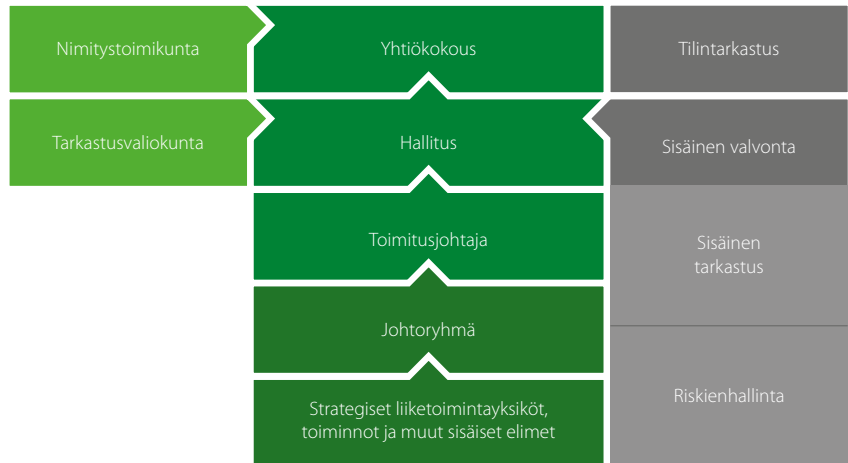 Nimitystoimikunta
Yhtiökokous
Tilintarkastus
Tarkastusvaliokunta
Hallitus
Sisäinen valvonta
Toimitusjohtaja
Sisäinen
tarkastus
Johtoryhmä
Riskienhallinta
Strategiset liiketoimintayksiköt,
toiminnot ja muut sisäiset elimet